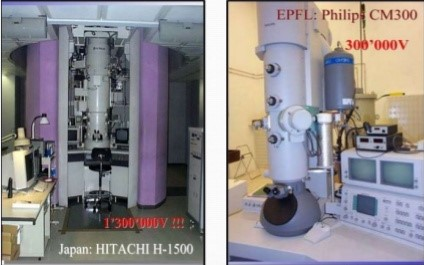 1'300'000V !!!
Japan: HITACHI H-1500
EPFL: Philips CM300
300'000V